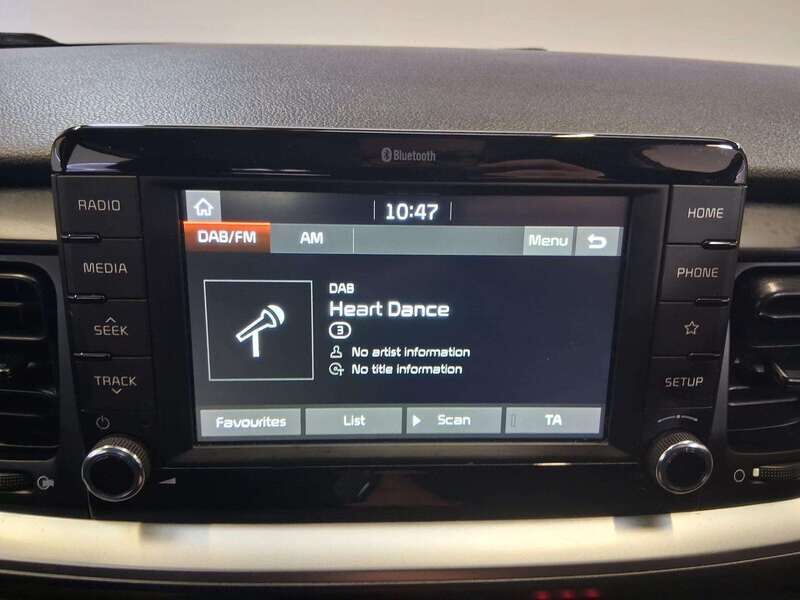 Bluetooth
RADIO
MEDIA
SEEK
TRACK
10:47
DAB/FM
AM
Menu
DAB
Heart Dance
3
No artist information
No title information
Favourites
List
Scan
TA
HOME
PHONE
SETUP